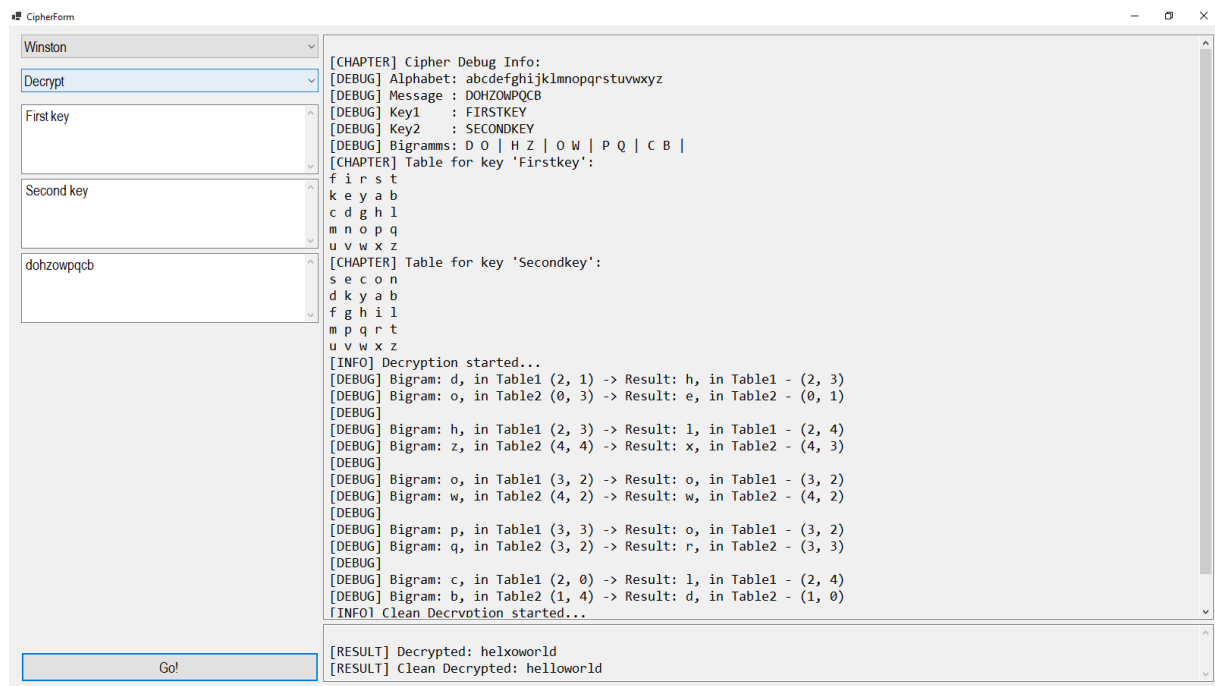 CipherForm
Winston
Decrypt
First key
Second key
dohzowpqcb
Go!
[CHAPTER] Cipher Debug Info:
[DEBUG] Alphabet: abcdefghijklmnopqrstuvwxyz
[DEBUG] Message : DOHZOWPQCB
[DEBUG] Key1    : FIRSTKEY
[DEBUG] Key2    : SECONDKEY
[DEBUG] Bigramms: D O | H Z | O W | P Q | C B |
[CHAPTER] Table for key 'Firstkey':
f i r s t
k e y a b
c d g h l
m n o p q
u v w x z
[CHAPTER] Table for key 'Secondkey':
s e c o n
d k y a b
f g h i l
m p q r t
u v w x z
[INFO] Decryption started...
[DEBUG] Bigram: d, in Table1 (2, 1) -> Result: h, in Table1 - (2, 3)
[DEBUG] Bigram: o, in Table2 (0, 3) -> Result: e, in Table2 - (0, 1)
[DEBUG]
[DEBUG] Bigram: h, in Table1 (2, 3) -> Result: l, in Table1 - (2, 4)
[DEBUG] Bigram: z, in Table2 (4, 4) -> Result: x, in Table2 - (4, 3)
[DEBUG]
[DEBUG] Bigram: o, in Table1 (3, 2) -> Result: o, in Table1 - (3, 2)
[DEBUG] Bigram: w, in Table2 (4, 2) -> Result: w, in Table2 - (4, 2)
[DEBUG]
[DEBUG] Bigram: p, in Table1 (3, 3) -> Result: o, in Table1 - (3, 2)
[DEBUG] Bigram: q, in Table2 (3, 2) -> Result: r, in Table2 - (3, 3)
[DEBUG]
[DEBUG] Bigram: c, in Table1 (2, 0) -> Result: l, in Table1 - (2, 4)
[DEBUG] Bigram: b, in Table2 (1, 4) -> Result: d, in Table2 - (1, 0)
[INFO] Clean Decryption started...
[RESULT] Decrypted: helxoworld
[RESULT] Clean Decrypted: helloworld